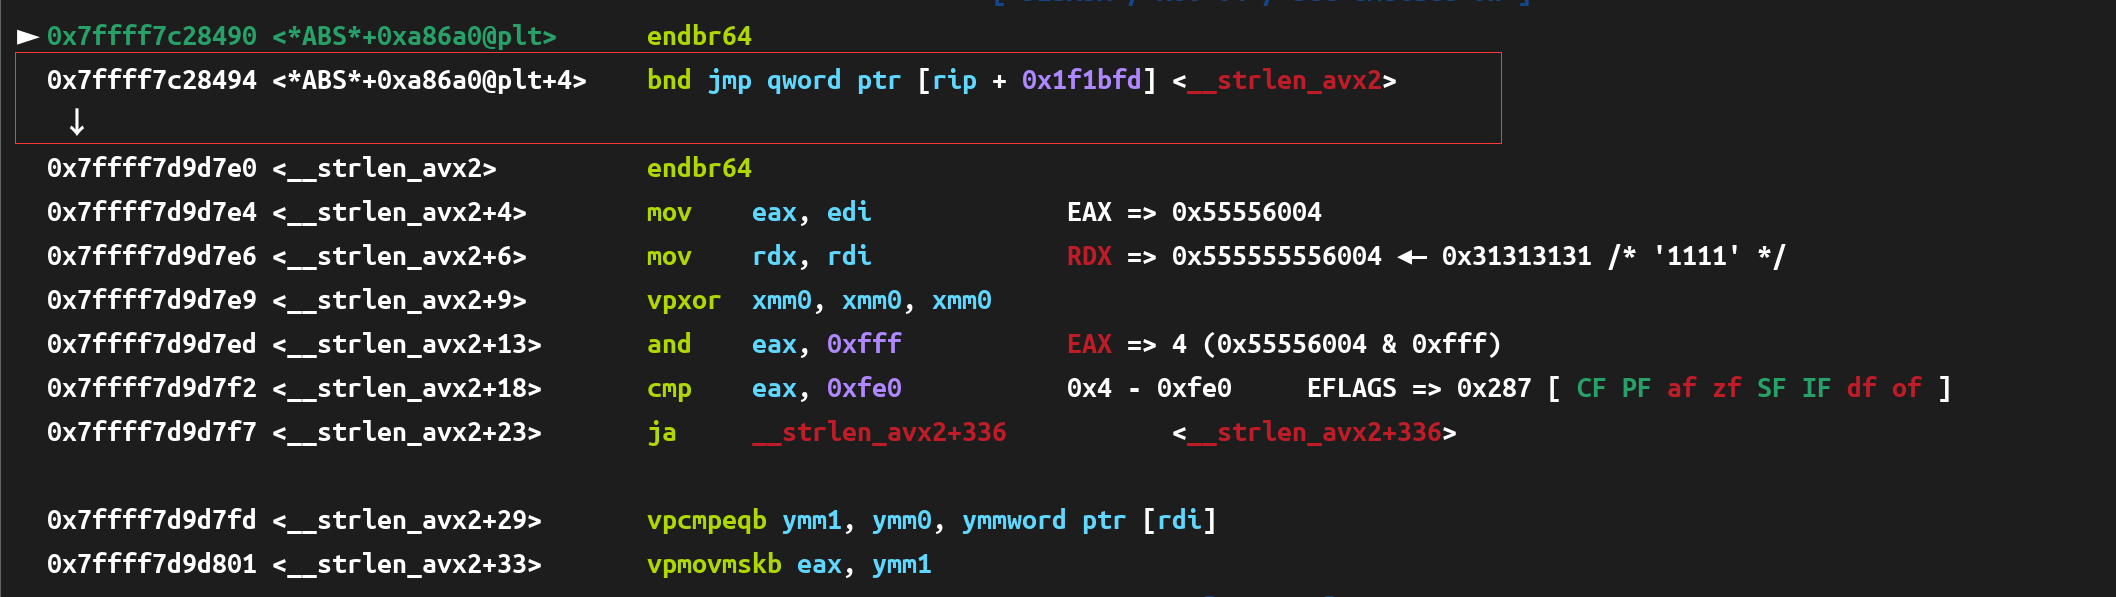 ► 0x7ffff7c28490 <*ABS*+0xa86a0@plt> endbr64
0x7ffff7c28494 <*ABS*+0xa86a0@plt+4> bnd jmp qword ptr [rip + 0x1f1bfd] <__strlen_avx2>
↓
0x7ffff7d9d7e0 <__strlen_avx2> endbr64
0x7ffff7d9d7e4 <__strlen_avx2+4> mov eax, edi EAX => 0x55556004
0x7ffff7d9d7e6 <__strlen_avx2+6> mov rdx, rdi RDX => 0x555555556004 ◂— 0x31313131 /* '1111' */
0x7ffff7d9d7e9 <__strlen_avx2+9> vpxor xmm0, xmm0, xmm0
0x7ffff7d9d7ed <__strlen_avx2+13> and eax, 0xfff EAX => 4 (0x55556004 & 0xfff)
0x7ffff7d9d7f2 <__strlen_avx2+18> cmp eax, 0xfe0 0x4 - 0xfe0 EFLAGS => 0x287 [ CF PF af zf SF IF df of ]
0x7ffff7d9d7f7 <__strlen_avx2+23> ja __strlen_avx2+336 <__strlen_avx2+336>
0x7ffff7d9d7fd <__strlen_avx2+29> vpcmpeqb ymm1, ymm0, ymmword ptr [rdi]
0x7ffff7d9d801 <__strlen_avx2+33> vpmovmskb eax, ymm1